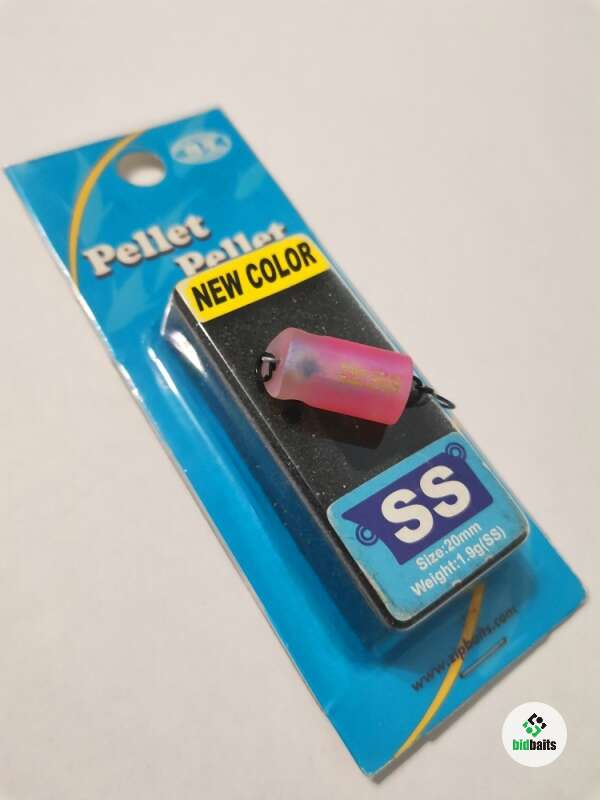 Pellet
Pellet
NEW COLOR
SS
Size:20mm
Weight:1.9g(SS)
www.zipbaits.com
bidbaits